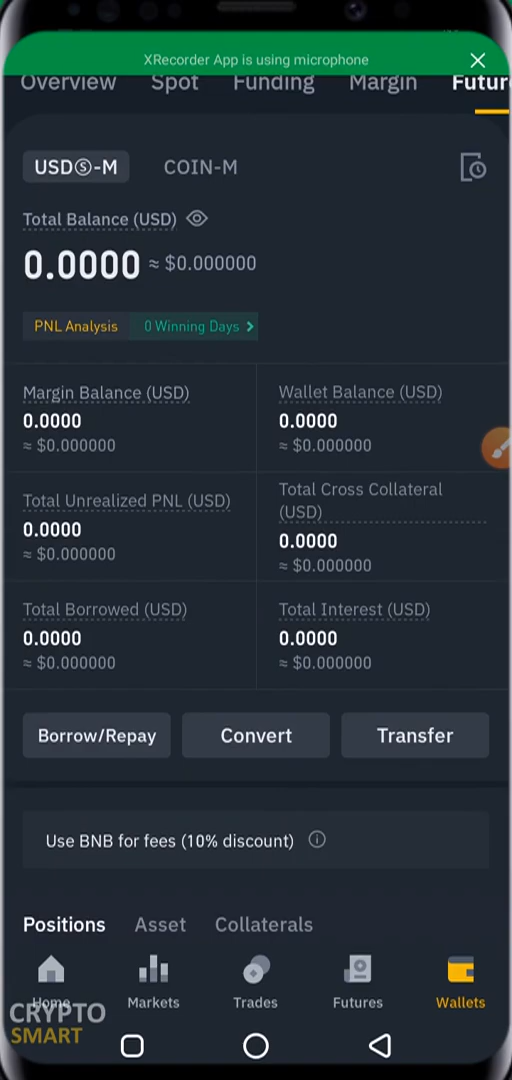 XRecorder App is using microphone
Overview Spot Funding Margin Futur
USDⓈ-M COIN-M
Total Balance (USD)
0.0000 ≈ $0.000000
PNL Analysis 0 Winning Days >
Margin Balance (USD)
0.0000
≈ $0.000000
Wallet Balance (USD)
0.0000
≈ $0.000000
Total Unrealized PNL (USD)
0.0000
≈ $0.000000
Total Cross Collateral
(USD)
0.0000
≈ $0.000000
Total Borrowed (USD)
0.0000
≈ $0.000000
Total Interest (USD)
0.0000
≈ $0.000000
Borrow/Repay Convert Transfer
Use BNB for fees (10% discount)
Positions Asset Collaterals
Home Markets Trades Futures Wallets
CRYPTO
SMART